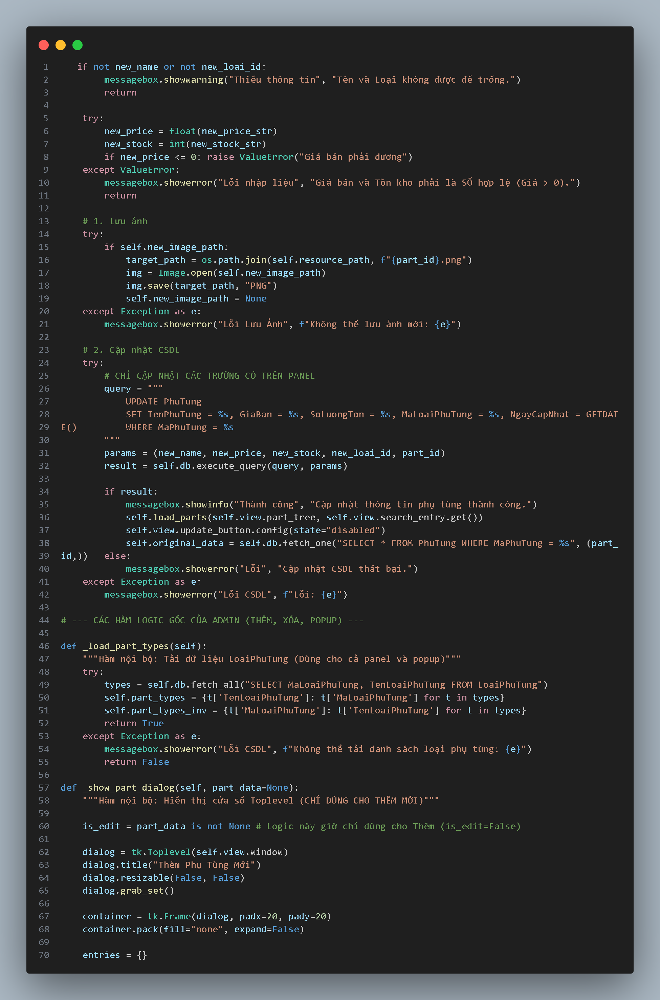 1    if not new_name or not new_loai_id:
2         messagebox.showwarning("Thiếu thông tin", "Tên và Loại không được để trống.")
3         return
4
5     try:
6         new_price = float(new_price_str)
7         new_stock = int(new_stock_str)
8         if new_price <= 0: raise ValueError("Giá bán phải dương")
9     except ValueError:
10         messagebox.showerror("Lỗi nhập liệu", "Giá bán và Tồn kho phải là SỐ hợp lệ (Giá > 0).")
11         return
12
13     # 1. Lưu ảnh
14     try:
15         if self.new_image_path:
16             target_path = os.path.join(self.resource_path, f"{part_id}.png")
17             img = Image.open(self.new_image_path)
18             img.save(target_path, "PNG")
19             self.new_image_path = None
20     except Exception as e:
21         messagebox.showerror("Lỗi Lưu Ảnh", f"Không thể lưu ảnh mới: {e}")
22
23     # 2. Cập nhật CSDL
24     try:
25         # CHỈ CẬP NHẬT CÁC TRƯỜNG CÓ TRÊN PANEL
26         query = """
27             UPDATE PhuTung
28             SET TenPhuTung = %s, GiaBan = %s, SoLuongTon = %s, MaLoaiPhuTung = %s, NgayCapNhat = GETDAT
29 E()         WHERE MaPhuTung = %s
30         """
31         params = (new_name, new_price, new_stock, new_loai_id, part_id)
32         result = self.db.execute_query(query, params)
33
34         if result:
35             messagebox.showinfo("Thành công", "Cập nhật thông tin phụ tùng thành công.")
36             self.load_parts(self.view.part_tree, self.view.search_entry.get())
37             self.view.update_button.config(state="disabled")
38             self.original_data = self.db.fetch_one("SELECT * FROM PhuTung WHERE MaPhuTung = %s", (part_
39 id,))   else:
40             messagebox.showerror("Lỗi", "Cập nhật CSDL thất bại.")
41     except Exception as e:
42         messagebox.showerror("Lỗi CSDL", f"Lỗi: {e}")
43
44 # --- CÁC HÀM LOGIC GỐC CỦA ADMIN (THÊM, XÓA, POPUP) ---
45
46 def _load_part_types(self):
47     """Hàm nội bộ: Tải dữ liệu LoaiPhuTung (Dùng cho cả panel và popup)"""
48     try:
49         types = self.db.fetch_all("SELECT MaLoaiPhuTung, TenLoaiPhuTung FROM LoaiPhuTung")
50         self.part_types = {t['TenLoaiPhuTung']: t['MaLoaiPhuTung'] for t in types}
51         self.part_types_inv = {t['MaLoaiPhuTung']: t['TenLoaiPhuTung'] for t in types}
52         return True
53     except Exception as e:
54         messagebox.showerror("Lỗi CSDL", f"Không thể tải danh sách loại phụ tùng: {e}")
55         return False
56
57 def _show_part_dialog(self, part_data=None):
58     """Hàm nội bộ: Hiển thị cửa sổ Toplevel (CHỈ DÙNG CHO THÊM MỚI)"""
59
60     is_edit = part_data is not None # Logic này giờ chỉ dùng cho Thêm (is_edit=False)
61
62     dialog = tk.Toplevel(self.view.window)
63     dialog.title("Thêm Phụ Tùng Mới")
64     dialog.resizable(False, False)
65     dialog.grab_set()
66
67     container = tk.Frame(dialog, padx=20, pady=20)
68     container.pack(fill="none", expand=False)
69
70     entries = {}